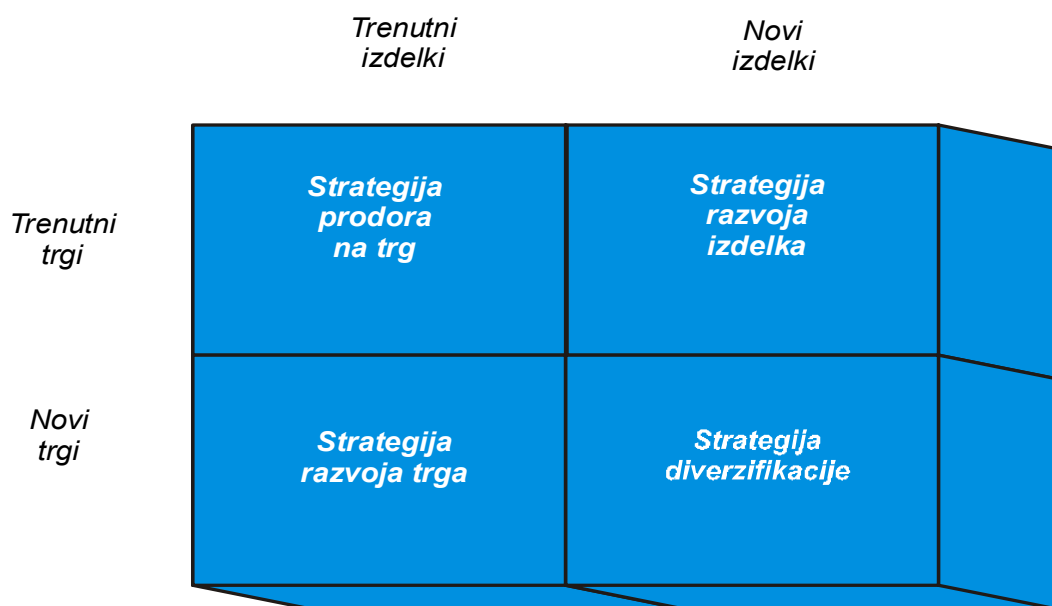 Trenutni
izdelki
Novi
izdelki
Trenutni
trgi
Strategija
prodora
na trg
Strategija
razvoja
izdelka
Novi
trgi
Strategija
razvoja trga
Strategija
diverzifikacije